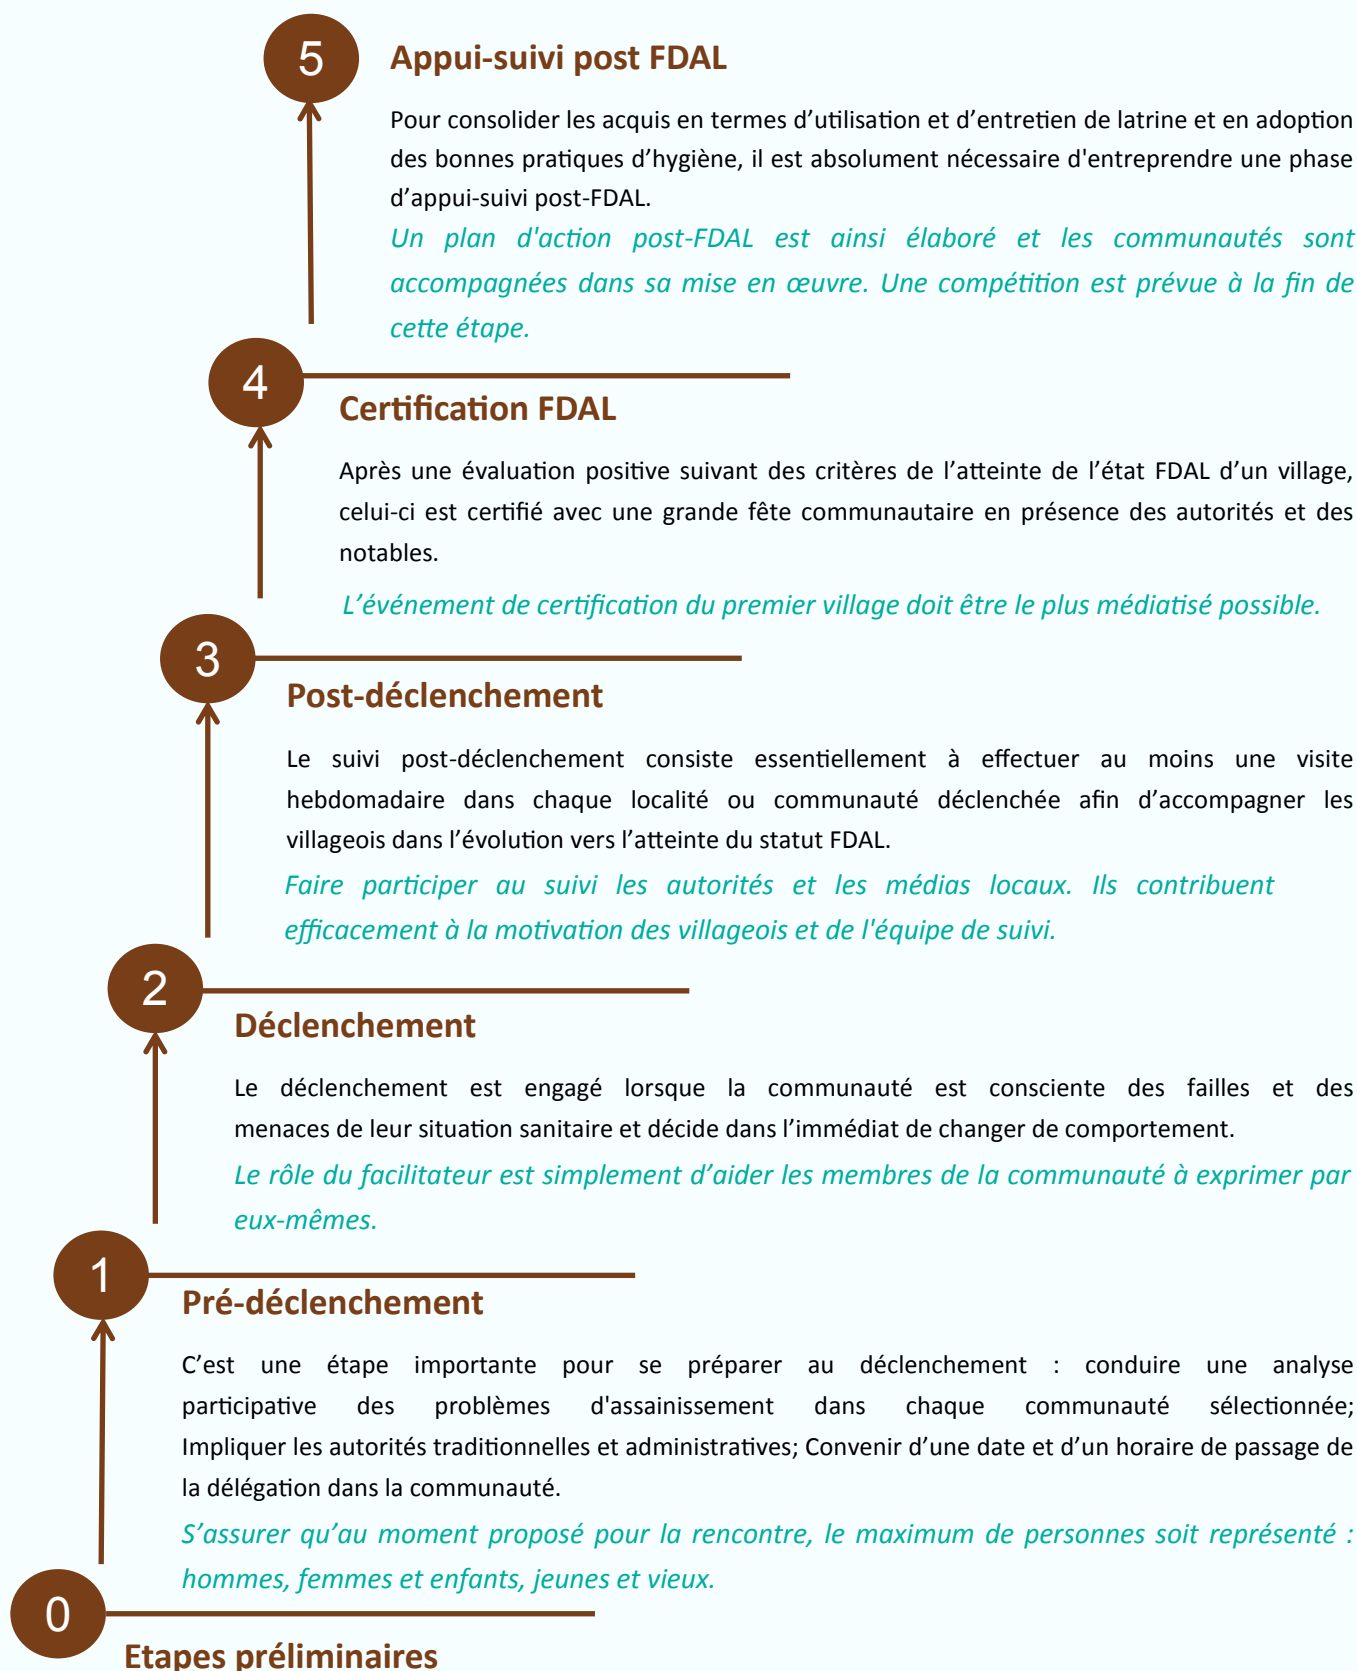 5
Appui-suivi post FDAL
Pour consolider les acquis en termes d’utilisation et d’entretien de latrine et en adoption
des bonnes pratiques d’hygiène, il est absolument nécessaire d'entreprendre une phase
d’appui-suivi post-FDAL.
Un plan d'action post-FDAL est ainsi élaboré et les communautés sont
accompagnées dans sa mise en œuvre. Une compétition est prévue à la fin de
cette étape.
4
Certification FDAL
Après une évaluation positive suivant des critères de l’atteinte de l’état FDAL d’un village,
celui-ci est certifié avec une grande fête communautaire en présence des autorités et des
notables.
L’événement de certification du premier village doit être le plus médiatisé possible.
3
Post-déclenchement
Le suivi post-déclenchement consiste essentiellement à effectuer au moins une visite
hebdomadaire dans chaque localité ou communauté déclenchée afin d’accompagner les
villageois dans l’évolution vers l’atteinte du statut FDAL.
Faire participer au suivi les autorités et les médias locaux. Ils contribuent
efficacement à la motivation des villageois et de l'équipe de suivi.
2
Déclenchement
Le déclenchement est engagé lorsque la communauté est consciente des failles et des
menaces de leur situation sanitaire et décide dans l’immédiat de changer de comportement.
Le rôle du facilitateur est simplement d’aider les membres de la communauté à exprimer par
eux-mêmes.
1
Pré-déclenchement
C’est une étape importante pour se préparer au déclenchement : conduire une analyse
participative des problèmes d'assainissement dans chaque communauté sélectionnée;
Impliquer les autorités traditionnelles et administratives; Convenir d’une date et d’un horaire de passage de
la délégation dans la communauté.
S’assurer qu’au moment proposé pour la rencontre, le maximum de personnes soit représenté :
hommes, femmes et enfants, jeunes et vieux.
0
Etapes préliminaires